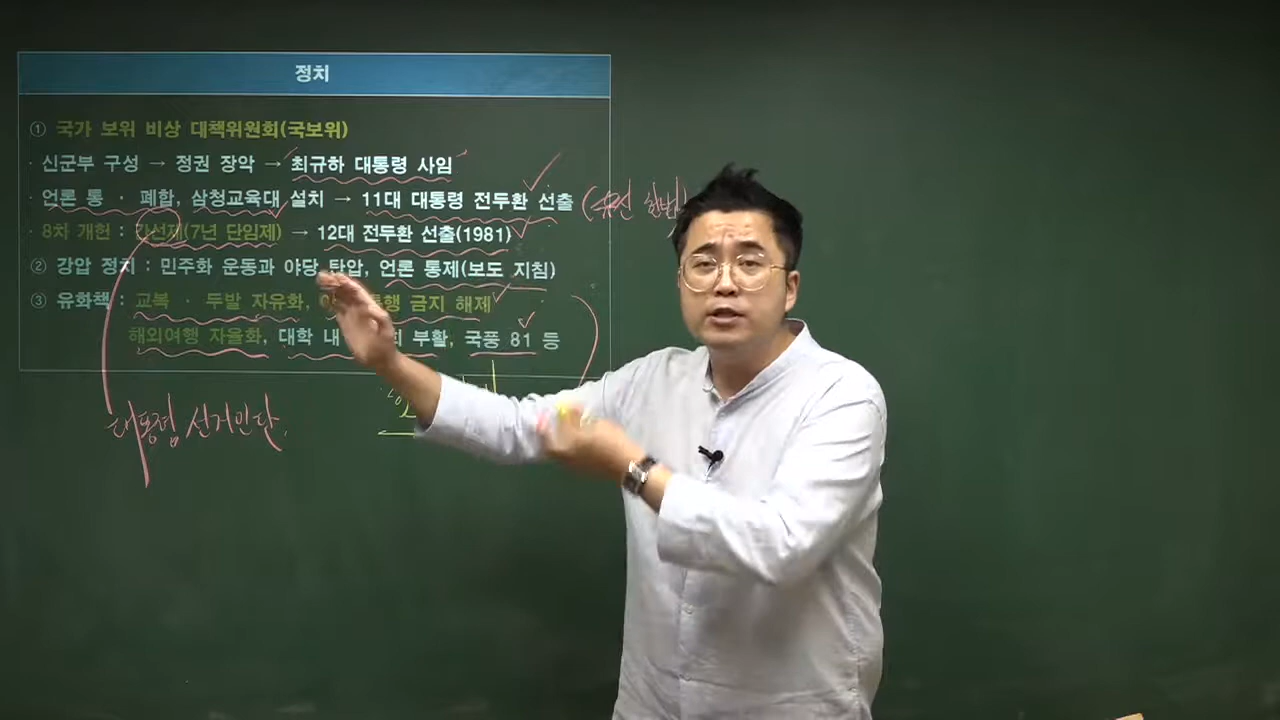 정치
① 국가 보위 비상 대책위원회(국보위)
· 신군부 구성 → 정권 장악 → 최규하 대통령 사임
· 언론 통 · 폐합, 삼청교육대 설치 → 11대 대통령 전두환 선출 (유신 헌법)
· 8차 개헌 : 간선제(7년 단임제) → 12대 전두환 선출(1981)
② 강압 정치 : 민주화 운동과 야당 탄압, 언론 통제(보도 지침)
③ 유화책 : 교복 · 두발 자유화, 금지 해제
해외여행 자율화, 대학 내 부활, 국풍 81 등
대통령 선거인단